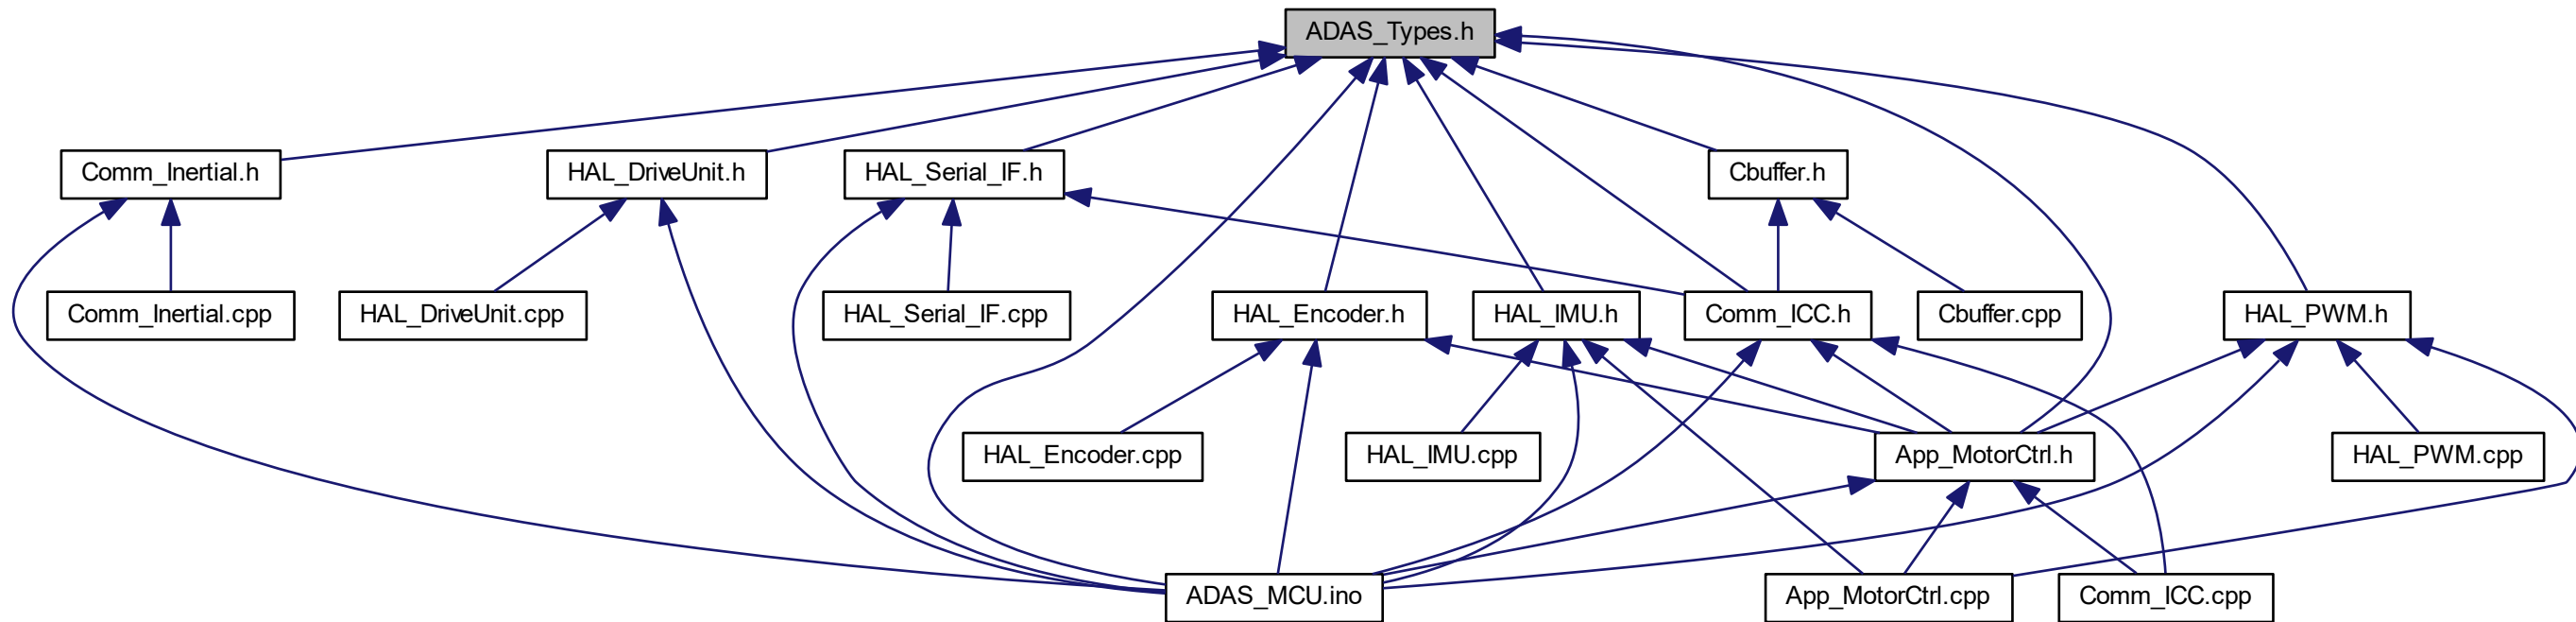 ADAS_Types.h
Comm_Inertial.h
HAL_DriveUnit.h
HAL_Serial_IF.h
Cbuffer.h
Comm_Inertial.cpp
HAL_DriveUnit.cpp
HAL_Serial_IF.cpp
HAL_Encoder.h
HAL_IMU.h
Comm_ICC.h
Cbuffer.cpp
HAL_PWM.h
HAL_Encoder.cpp
HAL_IMU.cpp
App_MotorCtrl.h
HAL_PWM.cpp
ADAS_MCU.ino
App_MotorCtrl.cpp
Comm_ICC.cpp